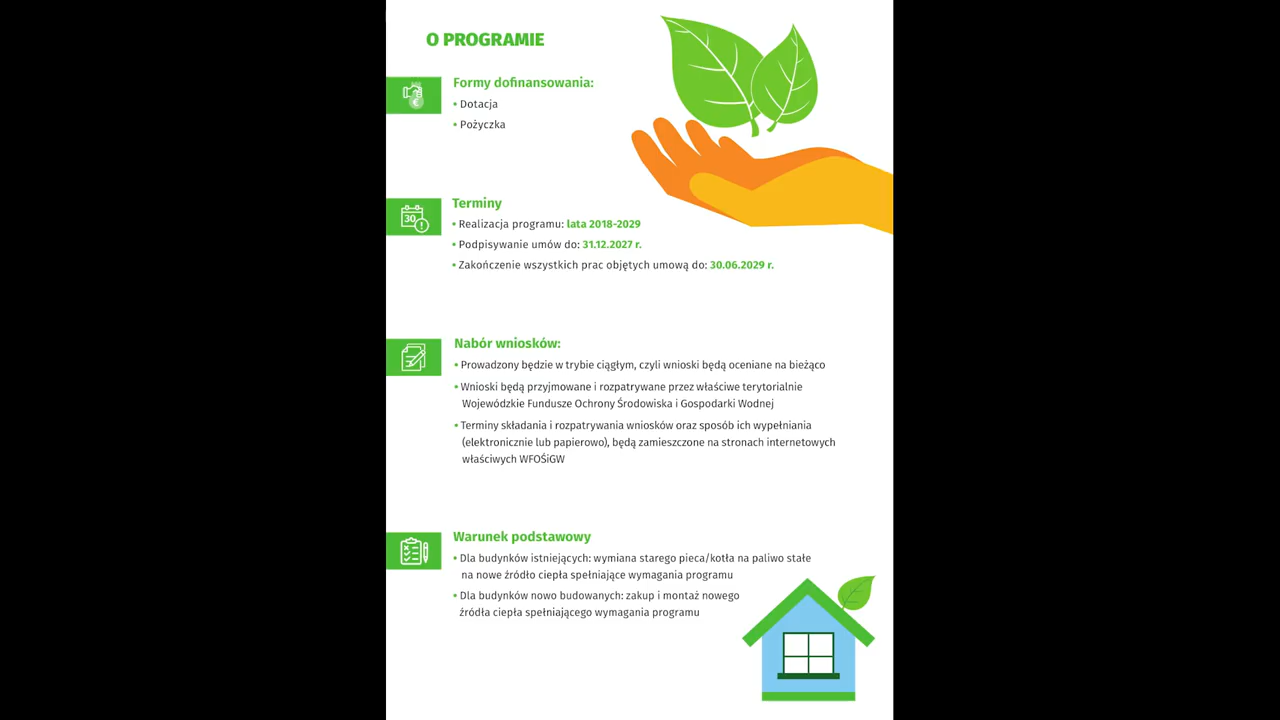 O PROGRAMIE
Formy dofinansowania:
• Dotacja
• Pożyczka
Terminy
30
• Realizacja programu: lata 2018-2029
• Podpisywanie umów do: 31.12.2027 r.
• Zakończenie wszystkich prac objętych umową do: 30.06.2029 r.
Nabór wniosków:
• Prowadzony będzie w trybie ciągłym, czyli wnioski będą oceniane na bieżąco
• Wnioski będą przyjmowane i rozpatrywane przez właściwe terytorialnie
Wojewódzkie Fundusze Ochrony Środowiska i Gospodarki Wodnej
• Terminy składania i rozpatrywania wniosków oraz sposób ich wypełniania
(elektronicznie lub papierowo), będą zamieszczone na stronach internetowych
właściwych WFOŚiGW
Warunek podstawowy
• Dla budynków istniejących: wymiana starego pieca/kotła na paliwo stałe
na nowe źródło ciepła spełniające wymagania programu
• Dla budynków nowo budowanych: zakup i montaż nowego
źródła ciepła spełniającego wymagania programu